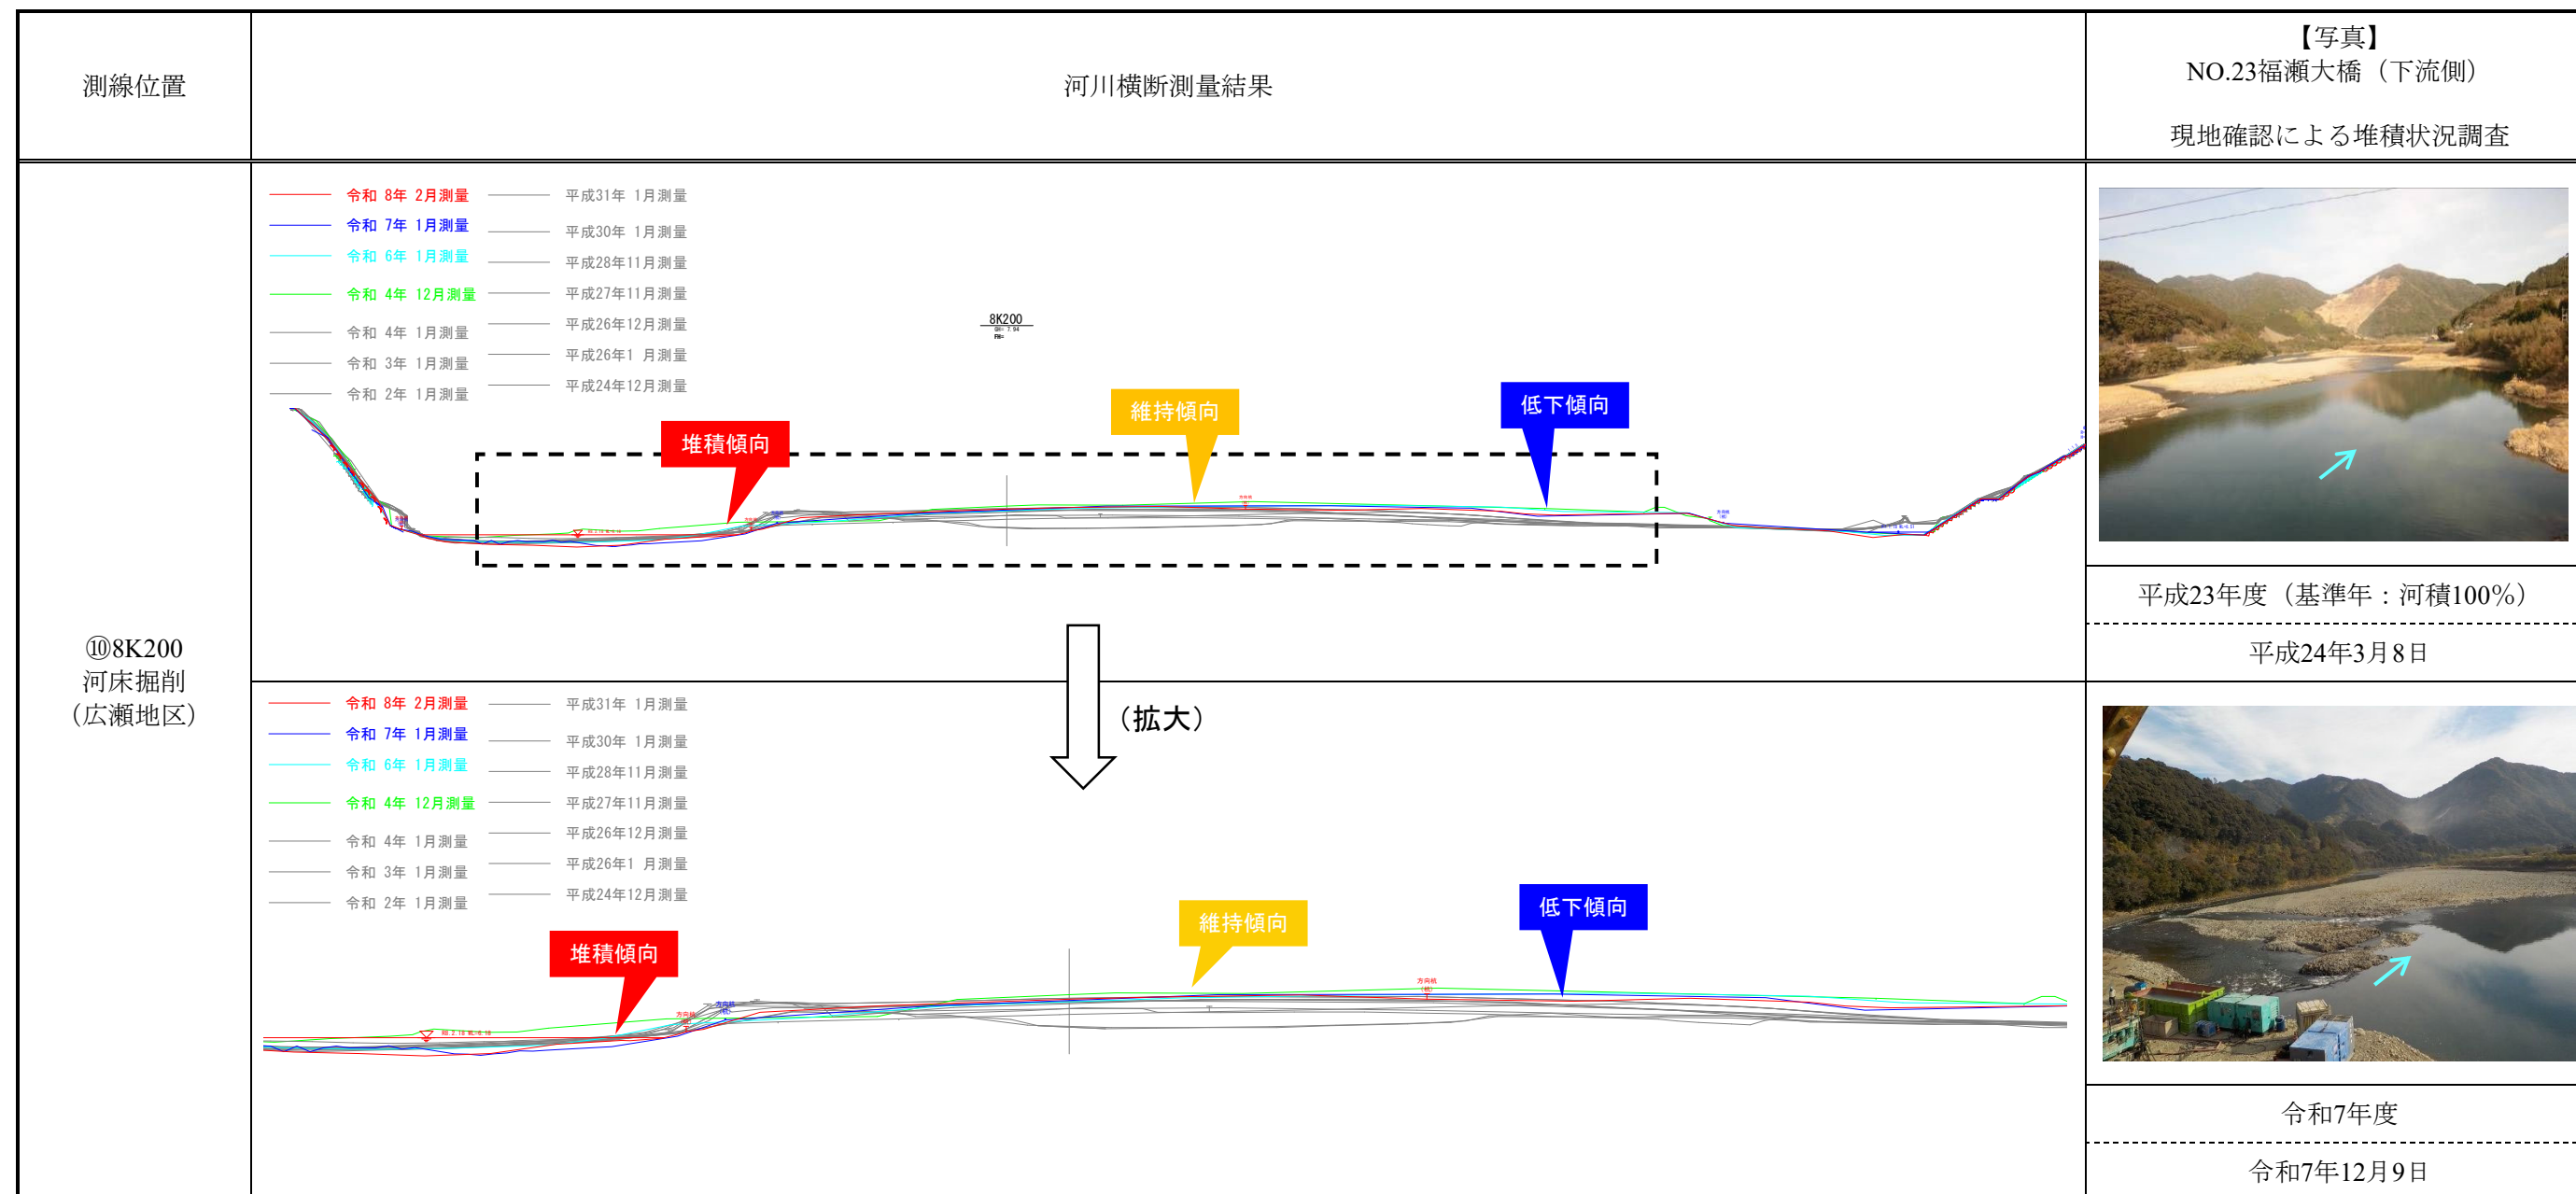 測線位置
河川横断測量結果
【写真】
NO.23福瀬大橋（下流側）
現地確認による堆積状況調査
⑩8K200
河床掘削
（広瀬地区）
令和 8年 2月測量
令和 7年 1月測量
令和 6年 1月測量
令和 4年 12月測量
令和 4年 1月測量
令和 3年 1月測量
令和 2年 1月測量
平成31年 1月測量
平成30年 1月測量
平成28年11月測量
平成27年11月測量
平成26年12月測量
平成26年1 月測量
平成24年12月測量
8K200
GH= 7.94
FH=
堆積傾向
維持傾向
低下傾向
平成23年度（基準年：河積100%）
平成24年3月8日
（拡大）
令和 8年 2月測量
令和 7年 1月測量
令和 6年 1月測量
令和 4年 12月測量
令和 4年 1月測量
令和 3年 1月測量
令和 2年 1月測量
平成31年 1月測量
平成30年 1月測量
平成28年11月測量
平成27年11月測量
平成26年12月測量
平成26年1 月測量
平成24年12月測量
堆積傾向
維持傾向
低下傾向
方向杭
方向杭
方向杭
令和7年度
令和7年12月9日